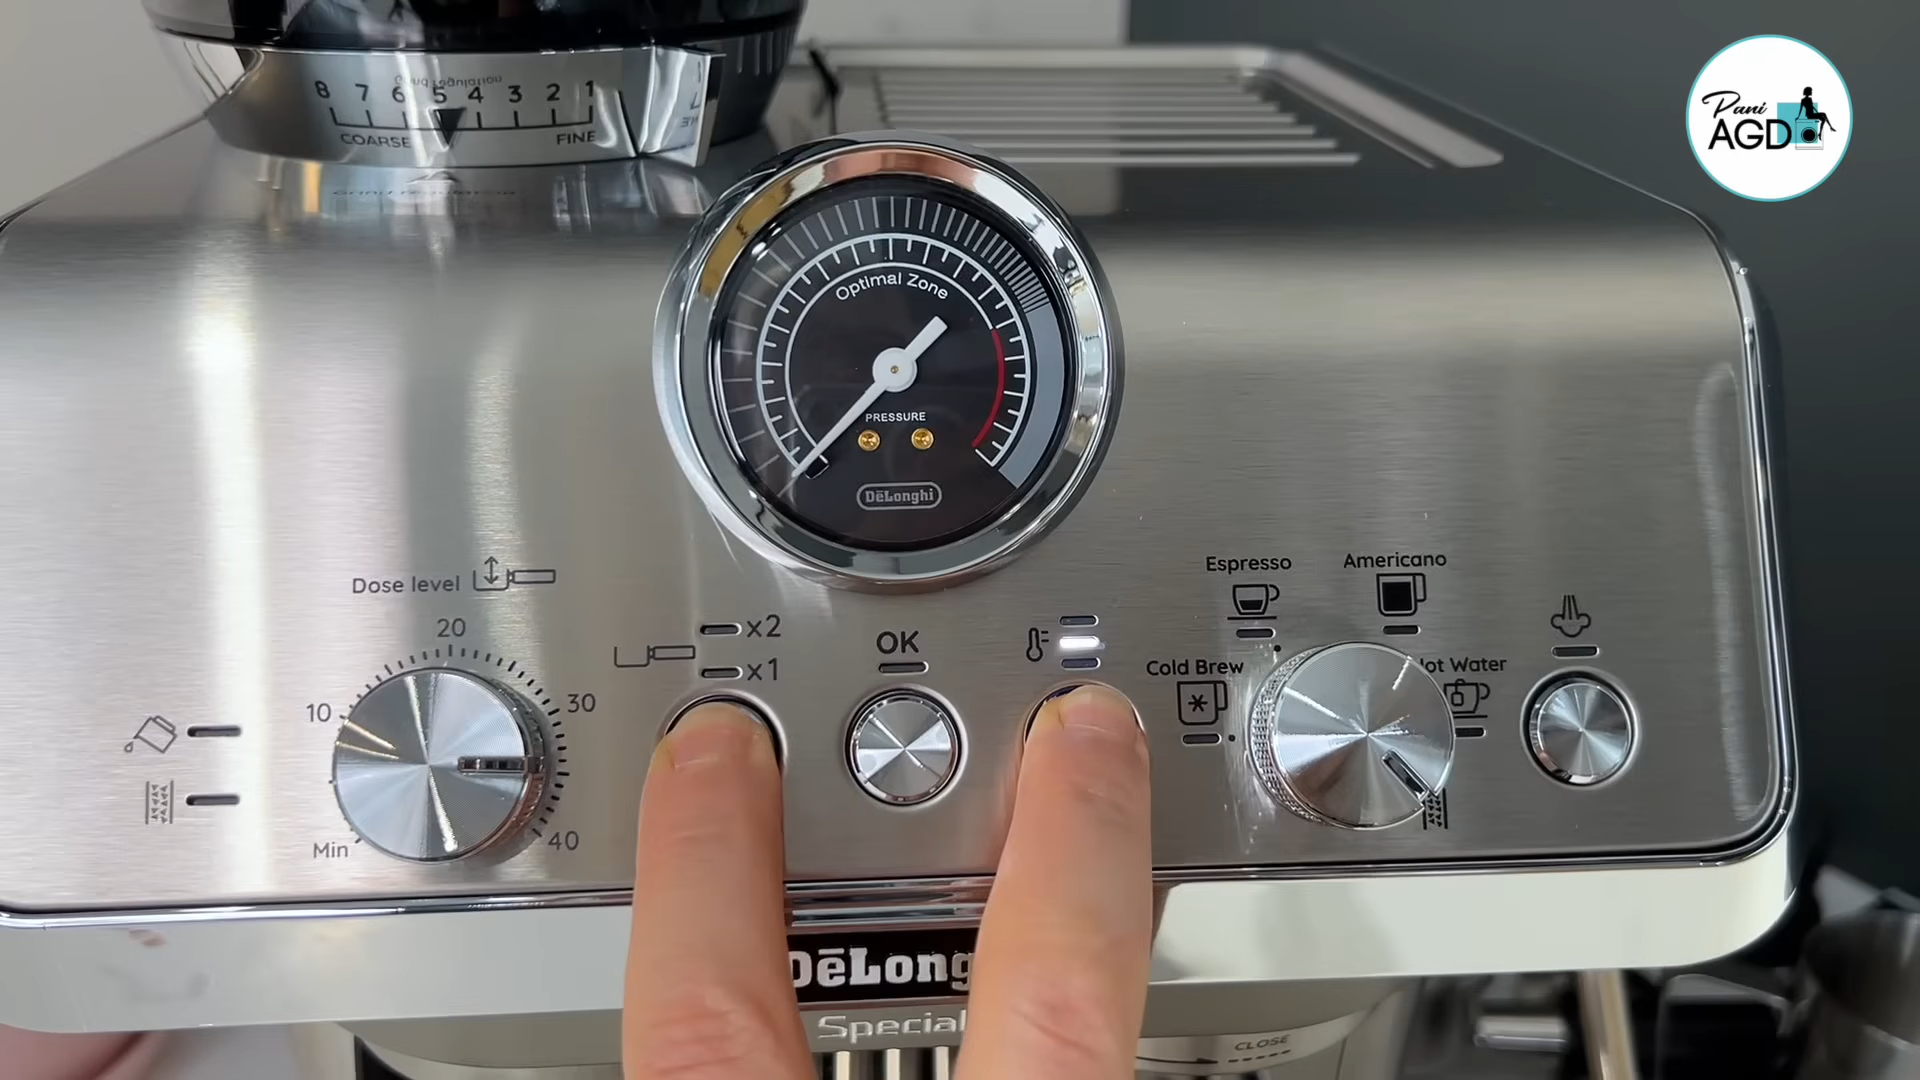 8 7 6 5 4 3 2 1
COARSE FINE
Pani
AGD
Optimal Zone
PRESSURE
DēLonghi
Dose level
Min 10 20 30 40
x2
x1
OK
Espresso
Americano
Cold Brew
Hot Water
DēLong
Special
CLOSE